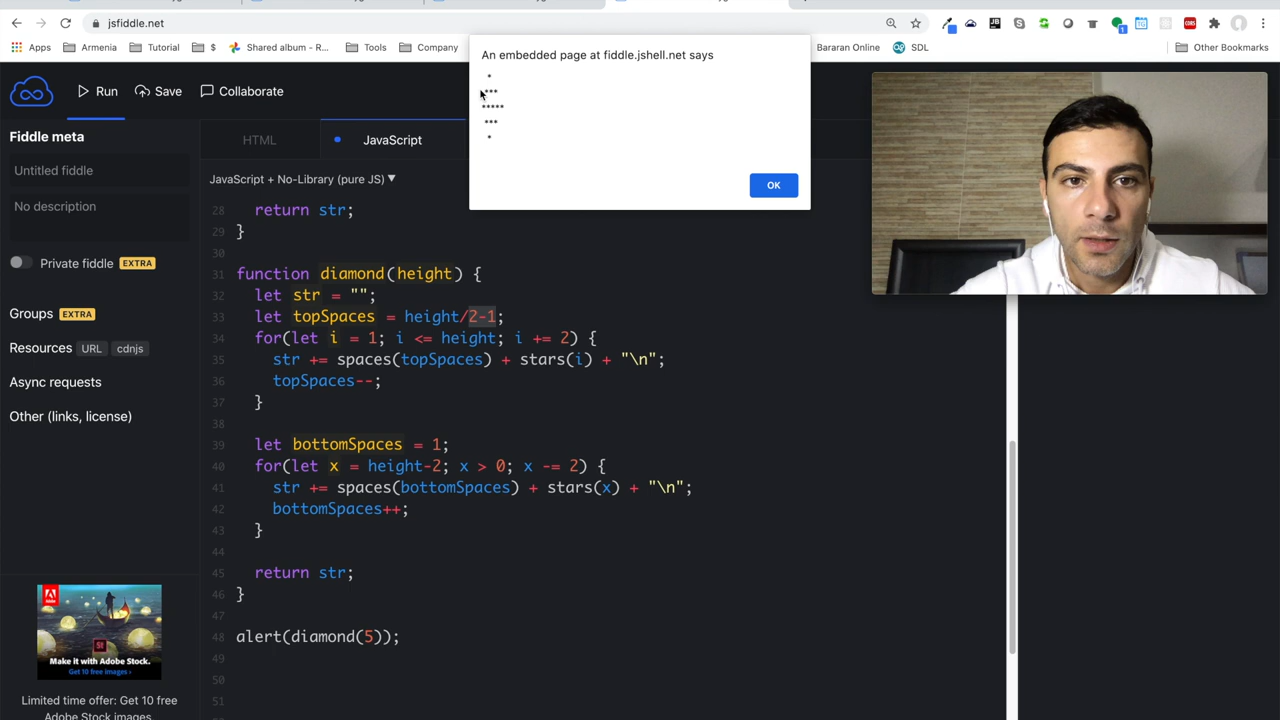 jsfiddle.net
Apps
Armenia
Tutorial
$
Shared album - R...
Tools
Company
Bararan Online
SDL
Other Bookmarks
An embedded page at fiddle.jshell.net says
*
***
*****
***
*
OK
Run
Save
Collaborate
Fiddle meta
Untitled fiddle
No description
Private fiddle EXTRA
Groups EXTRA
Resources URL cdnjs
Async requests
Other (links, license)
Make it with Adobe Stock.
Get 10 free images ›
Limited time offer: Get 10 free
Adobe Stock images
HTML
JavaScript
JavaScript + No-Library (pure JS) ▼
28 return str;
29 }
30
31 function diamond(height) {
32 let str = "";
33 let topSpaces = height/2-1;
34 for(let i = 1; i <= height; i += 2) {
35 str += spaces(topSpaces) + stars(i) + "\n";
36 topSpaces--;
37 }
38
39 let bottomSpaces = 1;
40 for(let x = height-2; x > 0; x -= 2) {
41 str += spaces(bottomSpaces) + stars(x) + "\n";
42 bottomSpaces++;
43 }
44
45 return str;
46 }
47
48 alert(diamond(5));
49
50
51